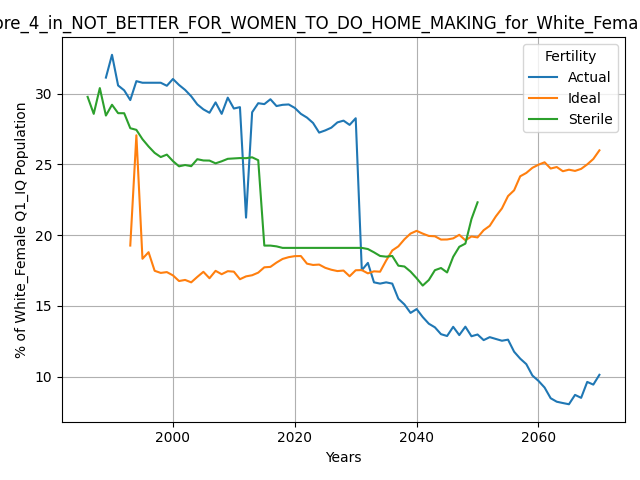 ore_4_in_NOT_BETTER_FOR_WOMEN_TO_DO_HOME_MAKING_for_White_Fema
Fertility
Actual
Ideal
Sterile
% of White_Female Q1_IQ Population
30
25
20
15
10
2000
2020
2040
2060
Years